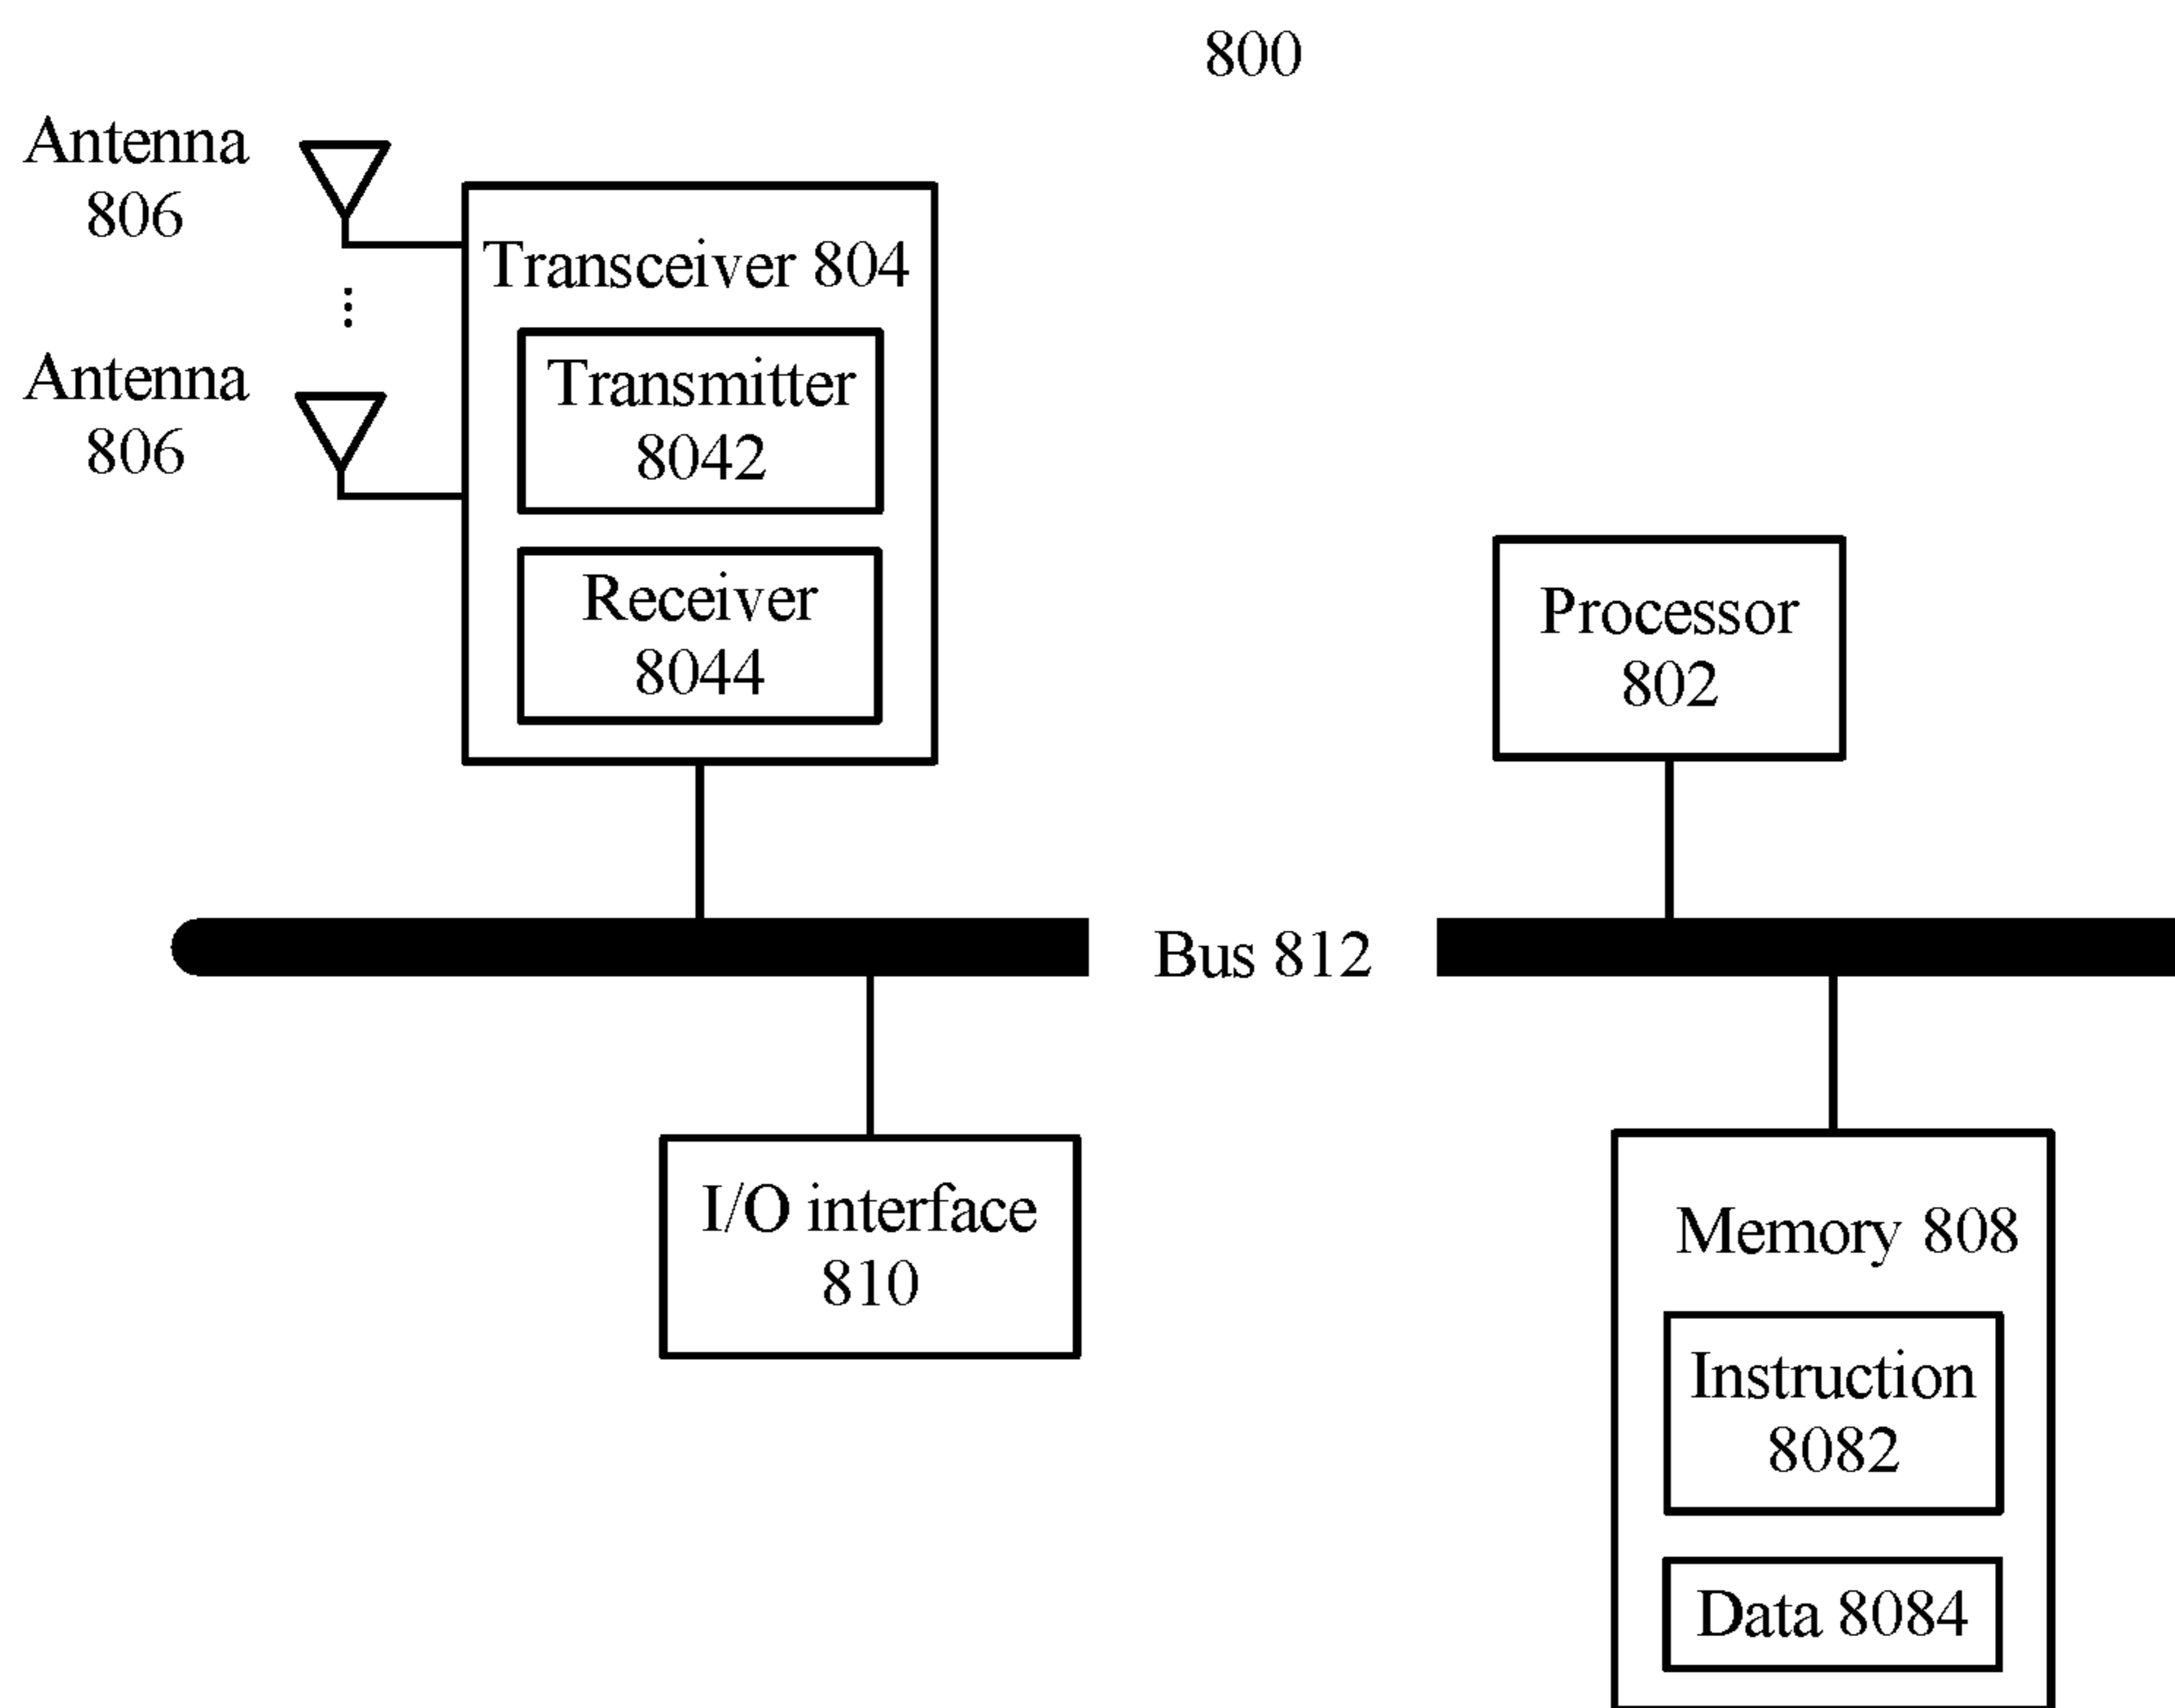 800
Antenna
806
Antenna
806
Transceiver 804
Transmitter
8042
Receiver
8044
Processor
802
Bus 812
I/O interface
810
Memory 808
Instruction
8082
Data 8084